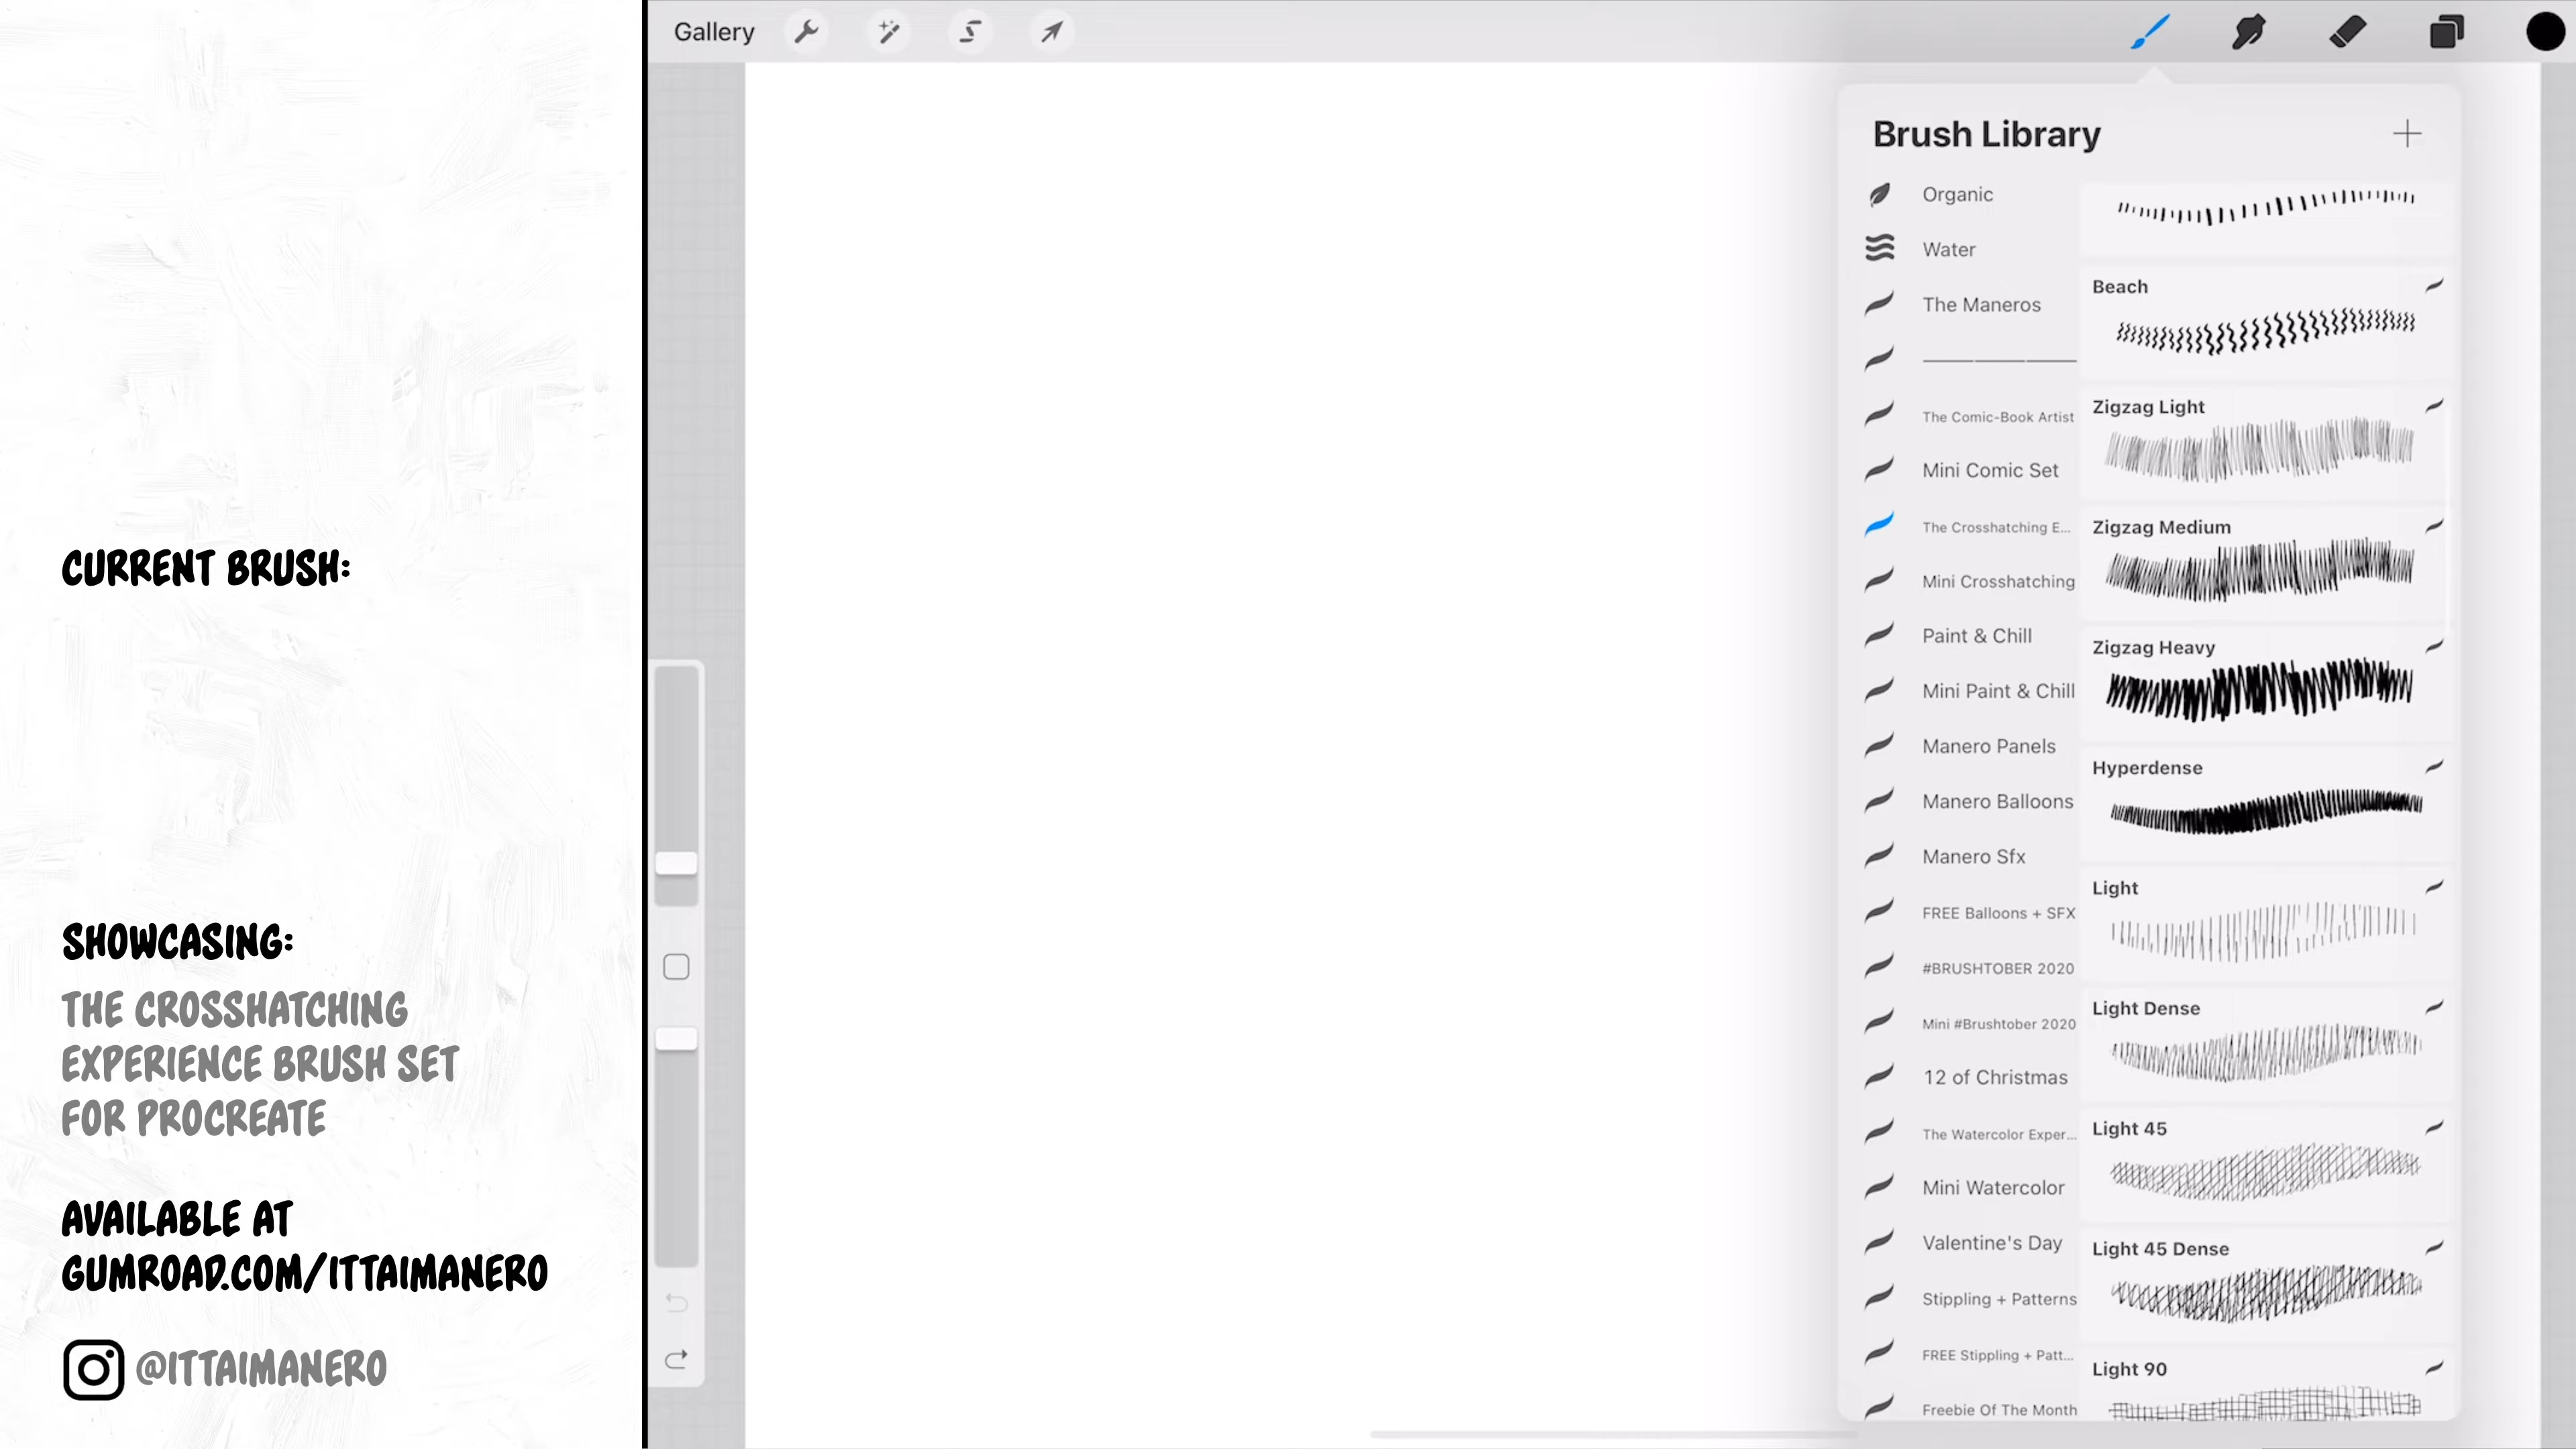 CURRENT BRUSH:
SHOWCASING:
THE CROSSHATCHING
EXPERIENCE BRUSH SET
FOR PROCREATE
AVAILABLE AT
GUMROAD.COM/ITTAIMANERO
@ITTAIMANERO
Gallery
Brush Library
Organic
Water
The Maneros
The Comic-Book Artist
Mini Comic Set
The Crosshatching E...
Mini Crosshatching
Paint & Chill
Mini Paint & Chill
Manero Panels
Manero Balloons
Manero Sfx
FREE Balloons + SFX
#BRUSHTOBER 2020
Mini #Brushtober 2020
12 of Christmas
The Watercolor Exper...
Mini Watercolor
Valentine's Day
Stippling + Patterns
FREE Stippling + Patt...
Freebie Of The Month
Beach
Zigzag Light
Zigzag Medium
Zigzag Heavy
Hyperdense
Light
Light Dense
Light 45
Light 45 Dense
Light 90